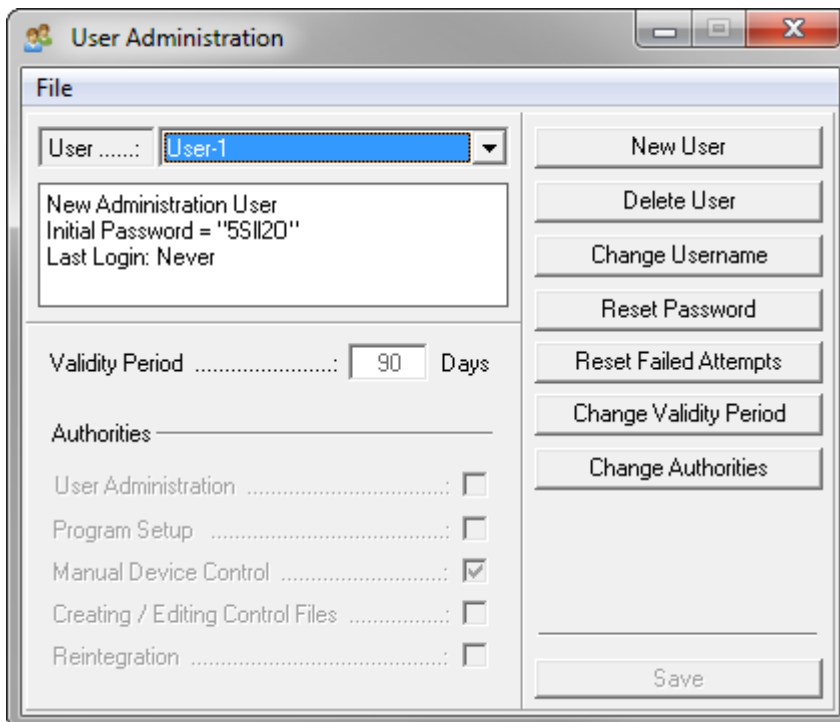 User Administration
File
User ......:
User-1
New Administration User
Initial Password = "5SII2O"
Last Login: Never
Validity Period .......................: 90 Days
Authorities
User Administration .................................:
Program Setup .......................................:
Manual Device Control ...........................:
Creating / Editing Control Files ................:
Reintegration ..........................................:
New User
Delete User
Change Username
Reset Password
Reset Failed Attempts
Change Validity Period
Change Authorities
Save